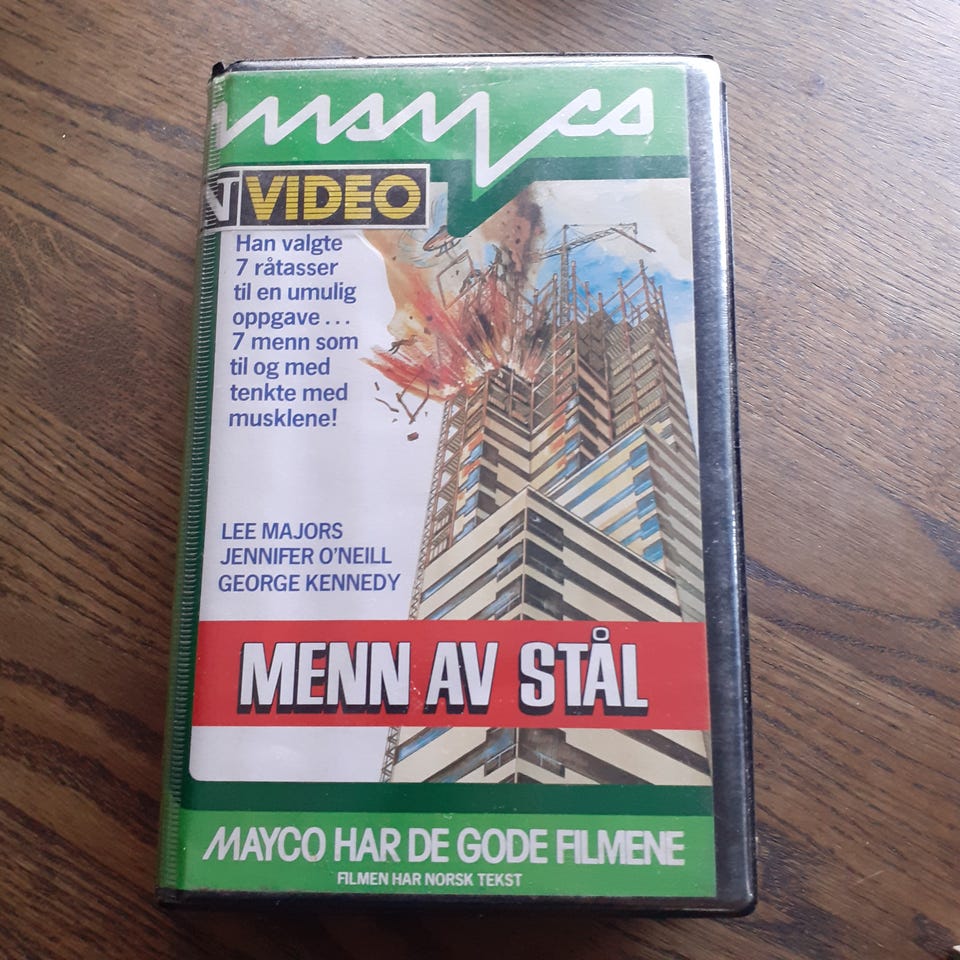 mayco
VIDEO
Han valgte
7 råtasser
til en umulig
oppgave...
7 menn som
til og med
tenkte med
musklene!
LEE MAJORS
JENNIFER O'NEILL
GEORGE KENNEDY
MENN AV STÅL
MAYCO HAR DE GODE FILMENE
FILMEN HAR NORSK TEKST